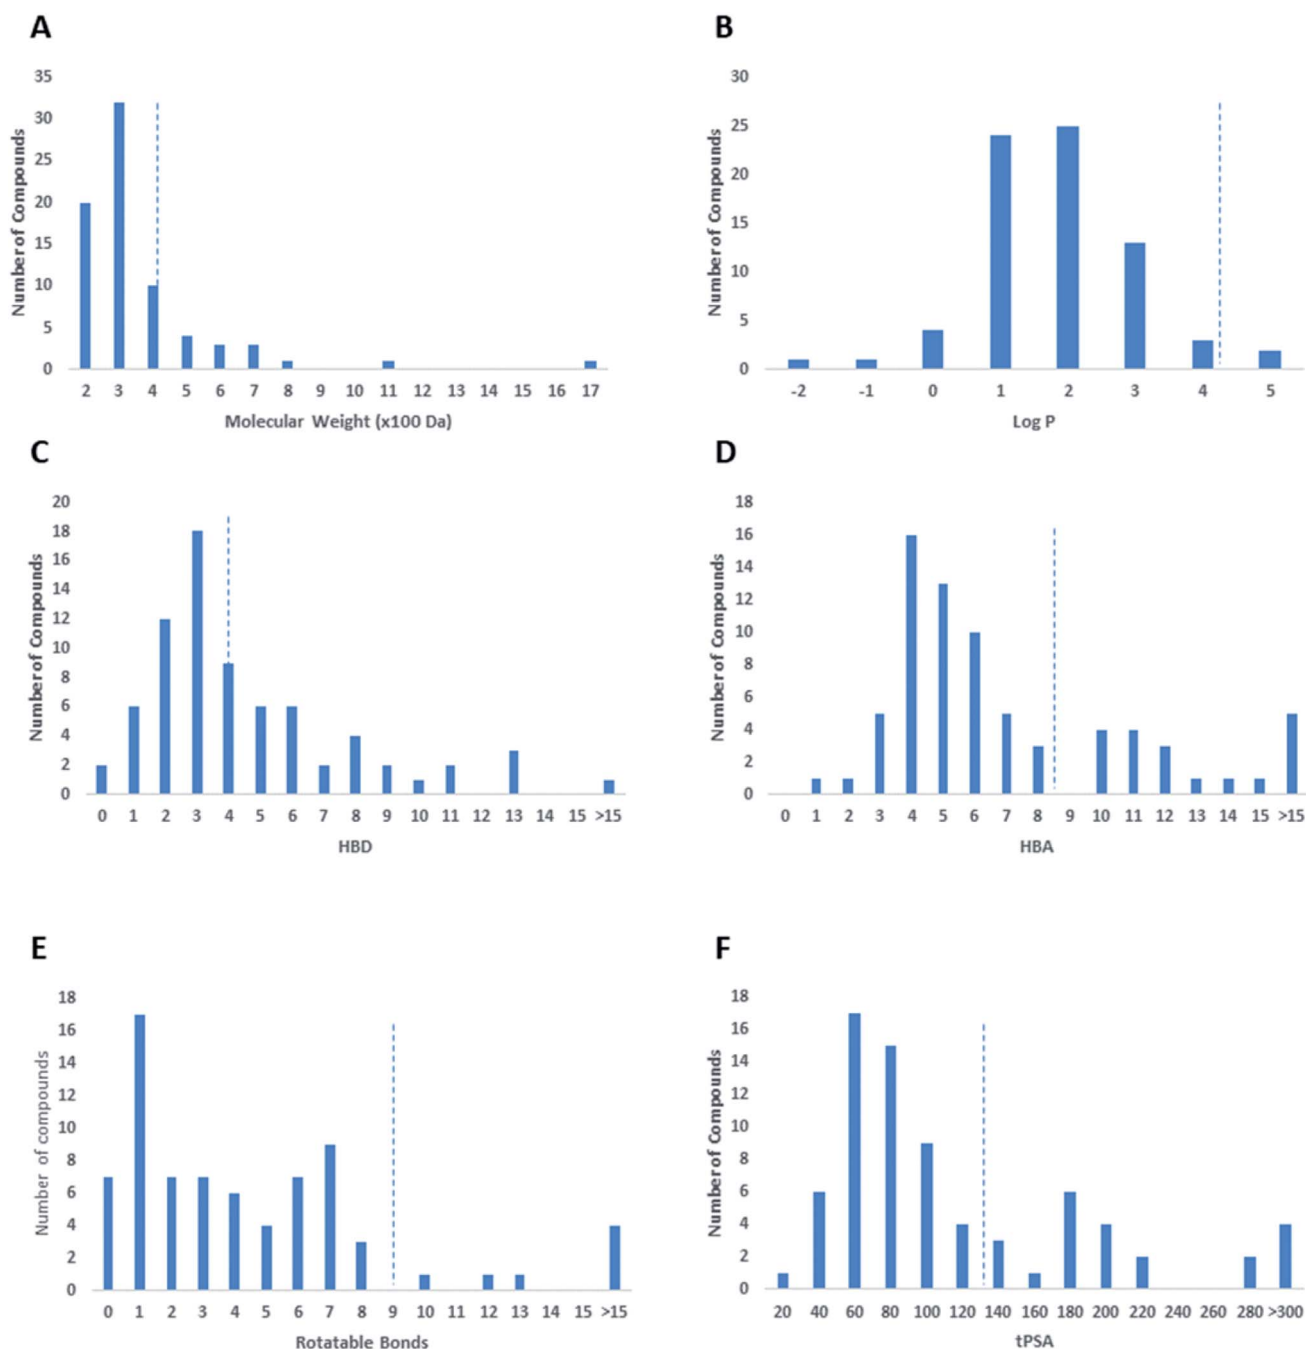 A
35
30
25
20
15
10
5
0
Number of Compounds
2 3 4 5 6 7 8 9 10 11 12 13 14 15 16 17
Molecular Weight (x100 Da)
B
30
25
20
15
10
5
0
Number of Compounds
-2 -1 0 1 2 3 4 5
Log P
C
20
18
16
14
12
10
8
6
4
2
0
Number of Compounds
0 1 2 3 4 5 6 7 8 9 10 11 12 13 14 15 >15
HBD
D
18
16
14
12
10
8
6
4
2
0
Number of Compounds
0 1 2 3 4 5 6 7 8 9 10 11 12 13 14 15 >15
HBA
E
18
16
14
12
10
8
6
4
2
0
Number of compounds
0 1 2 3 4 5 6 7 8 9 10 11 12 13 14 15 >15
Rotatable Bonds
F
18
16
14
12
10
8
6
4
2
0
Number of Compounds
20 40 60 80 100 120 140 160 180 200 220 240 260 280 >300
tPSA